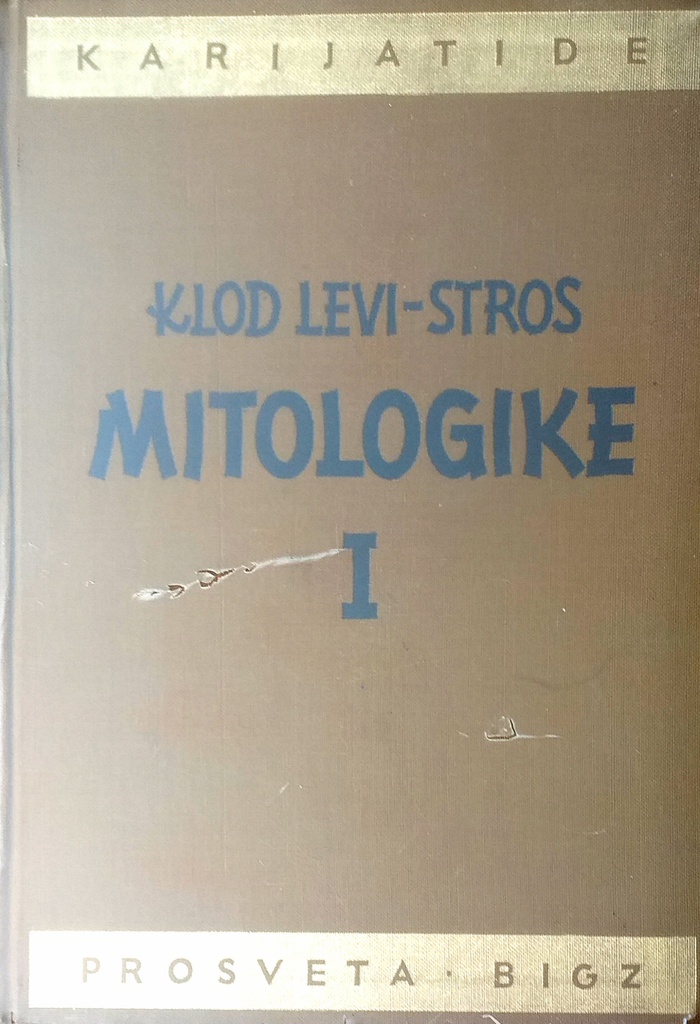 KARIJATIDE
KLOD LEVI-STROS
MITOLOGIKE
I
PROSVETA · BIGZ